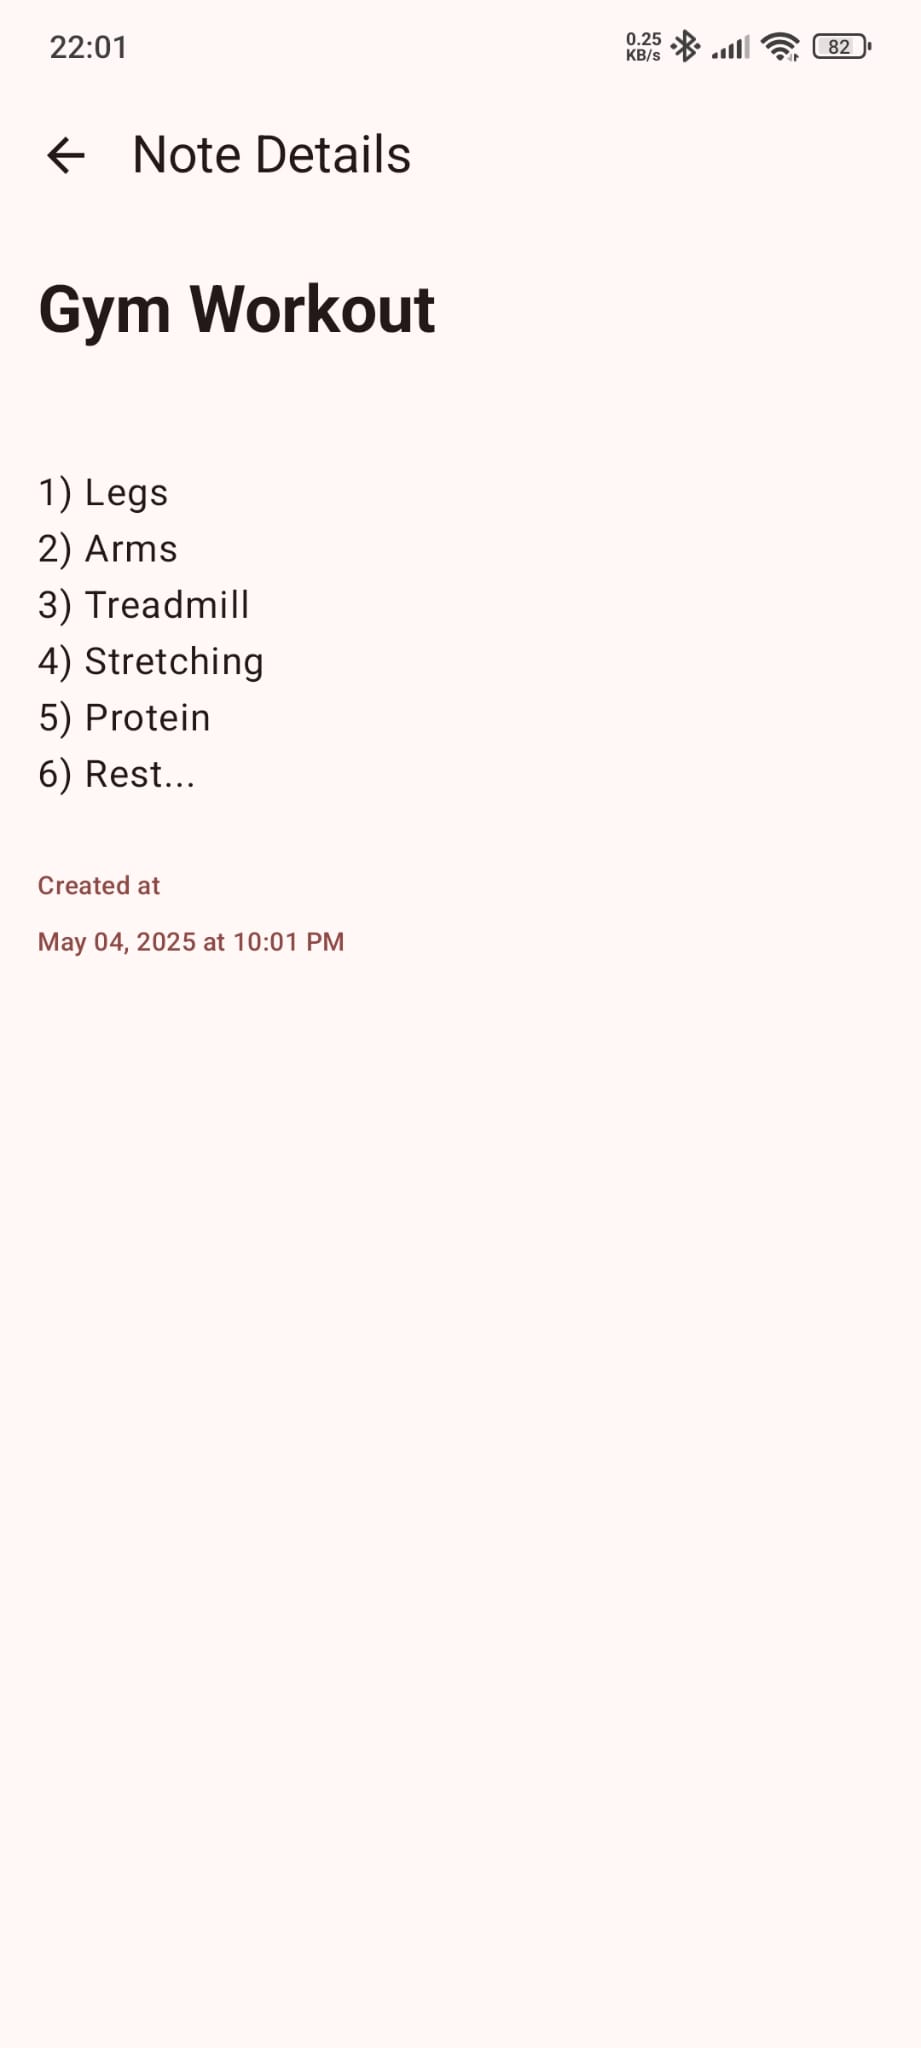 22:01
0.25
KB/s
82
Note Details
Gym Workout
1) Legs
2) Arms
3) Treadmill
4) Stretching
5) Protein
6) Rest...
Created at
May 04, 2025 at 10:01 PM